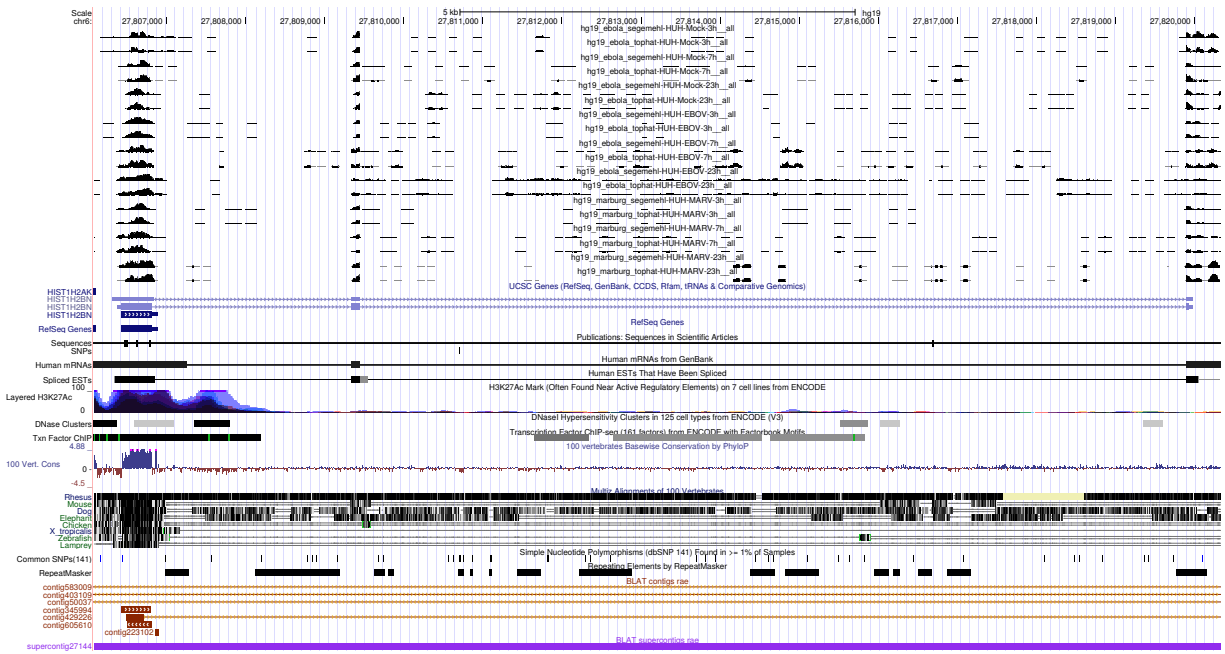 Scale 5 kb hg19
chr6: 27,807,000 27,808,000 27,809,000 27,810,000 27,811,000 27,812,000 27,813,000 27,814,000 27,815,000 27,816,000 27,817,000 27,818,000 27,819,000 27,820,000
hg19_ebola_segemehl-HUH-Mock-3h__all
hg19_ebola_tophat-HUH-Mock-3h__all
hg19_ebola_segemehl-HUH-Mock-7h__all
hg19_ebola_tophat-HUH-Mock-7h__all
hg19_ebola_segemehl-HUH-Mock-23h__all
hg19_ebola_tophat-HUH-Mock-23h__all
hg19_ebola_segemehl-HUH-EBOV-3h__all
hg19_ebola_tophat-HUH-EBOV-3h__all
hg19_ebola_segemehl-HUH-EBOV-7h__all
hg19_ebola_tophat-HUH-EBOV-7h__all
hg19_ebola_segemehl-HUH-EBOV-23h__all
hg19_ebola_tophat-HUH-EBOV-23h__all
hg19_marburg_segemehl-HUH-MARV-3h__all
hg19_marburg_tophat-HUH-MARV-3h__all
hg19_marburg_segemehl-HUH-MARV-7h__all
hg19_marburg_tophat-HUH-MARV-7h__all
hg19_marburg_segemehl-HUH-MARV-23h__all
hg19_marburg_tophat-HUH-MARV-23h__all
UCSC Genes (RefSeq, GenBank, CCDS, Rfam, tRNAs & Comparative Genomics)
HIST1H2AK
HIST1H2BN
HIST1H2BN
HIST1H2BN
RefSeq Genes
RefSeq Genes
Publications: Sequences in Scientific Articles
Sequences
SNPs
Human mRNAs from GenBank
Human mRNAs
Human ESTs That Have Been Spliced
Spliced ESTs
H3K27Ac Mark (Often Found Near Active Regulatory Elements) on 7 cell lines from ENCODE
100
Layered H3K27Ac
0
DNaseI Hypersensitivity Clusters in 125 cell types from ENCODE (V3)
DNase Clusters
Transcription Factor ChIP-seq (161 factors) from ENCODE with Factorbook Motifs
Txn Factor ChIP
100 vertebrates Basewise Conservation by PhyloP
4.88
100 Vert. Cons
0
-4.5
Multiz Alignments of 100 Vertebrates
Rhesus
Mouse
Dog
Elephant
Chicken
X_tropicalis
Zebrafish
Lamprey
Simple Nucleotide Polymorphisms (dbSNP 141) Found in >= 1% of Samples
Common SNPs(141)
Repeating Elements by RepeatMasker
RepeatMasker
BLAT contigs rae
contig583009
contig403109
contig50037
contig345994
contig429226
contig605610
contig223102
BLAT supercontigs rae
supercontig27144